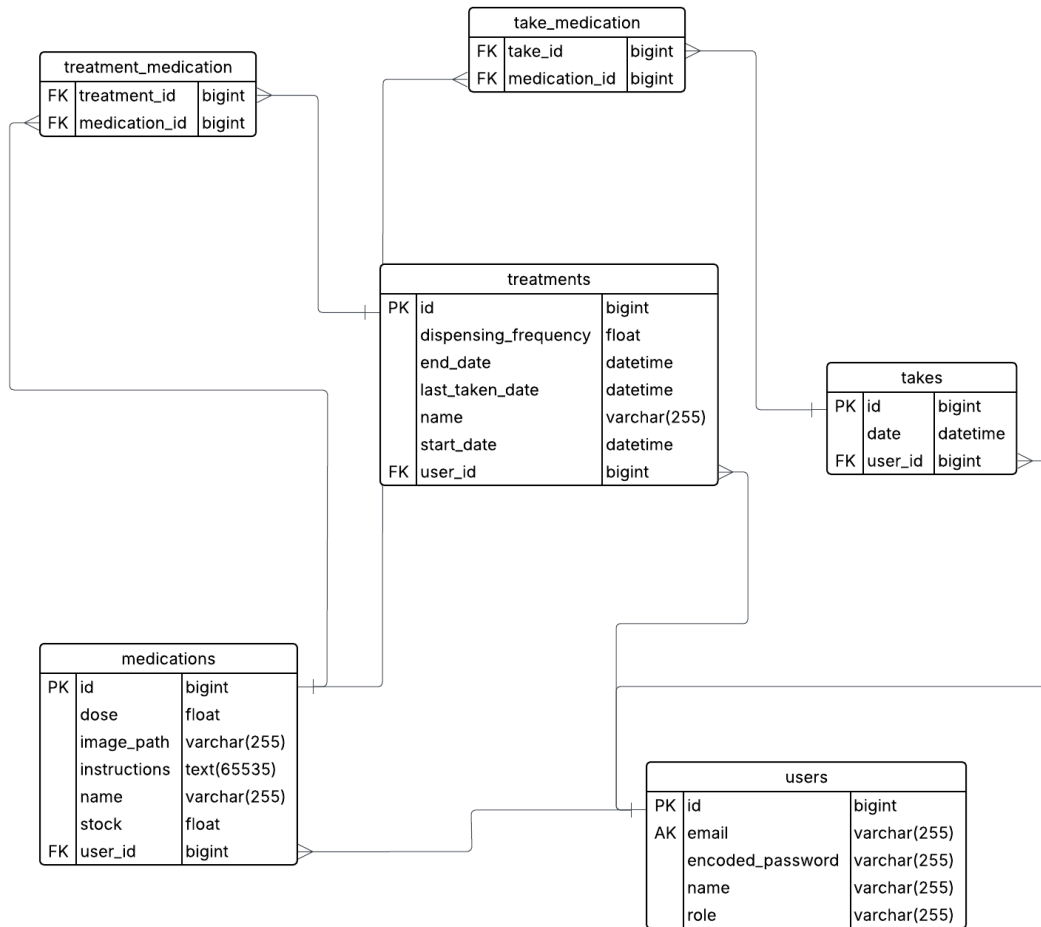 take_medication
FK take_id bigint
FK medication_id bigint
treatment_medication
FK treatment_id bigint
FK medication_id bigint
treatments
PK id bigint
dispensing_frequency float
end_date datetime
last_taken_date datetime
name varchar(255)
start_date datetime
FK user_id bigint
takes
PK id bigint
date datetime
FK user_id bigint
medications
PK id bigint
dose float
image_path varchar(255)
instructions text(65535)
name varchar(255)
stock float
FK user_id bigint
users
PK id bigint
AK email varchar(255)
encoded_password varchar(255)
name varchar(255)
role varchar(255)